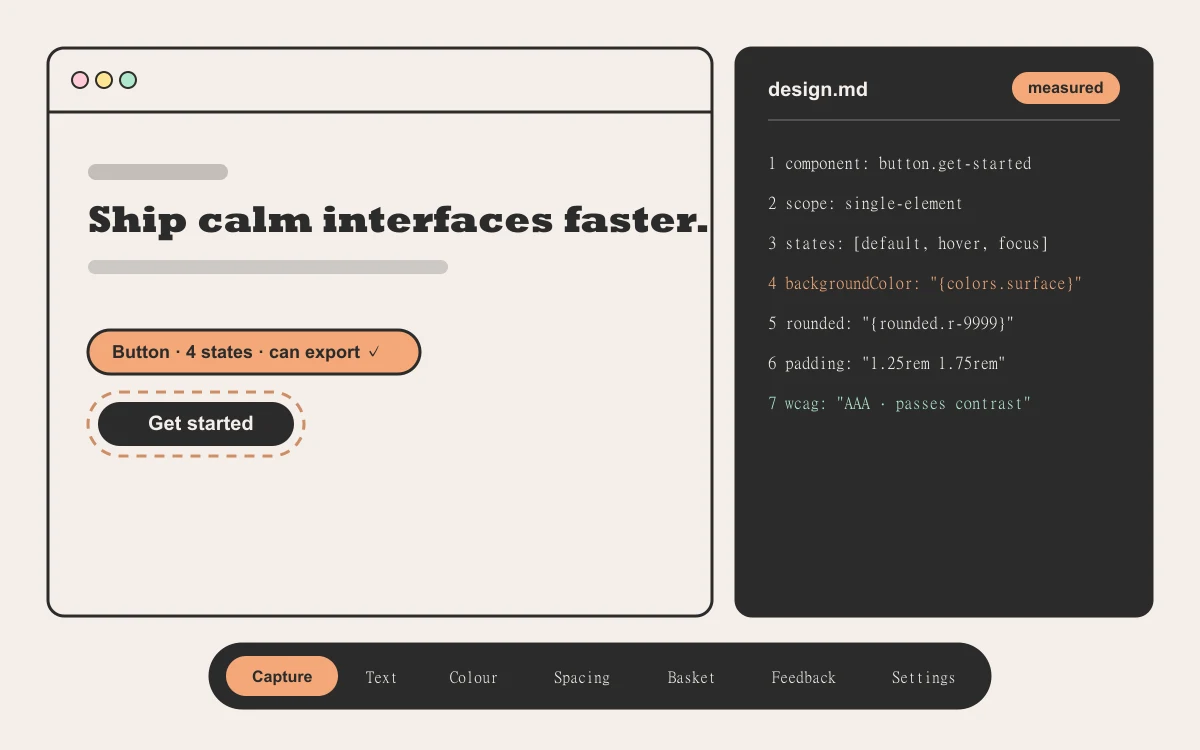 Ship calm interfaces faster.
Button · 4 states · can export ✓
Get started
design.md
measured
1 component: button.get-started
2 scope: single-element
3 states: [default, hover, focus]
4 backgroundColor: "{colors.surface}"
5 rounded: "{rounded.r-9999}"
6 padding: "1.25rem 1.75rem"
7 wcag: "AAA · passes contrast"
Capture Text Colour Spacing Basket Feedback Settings